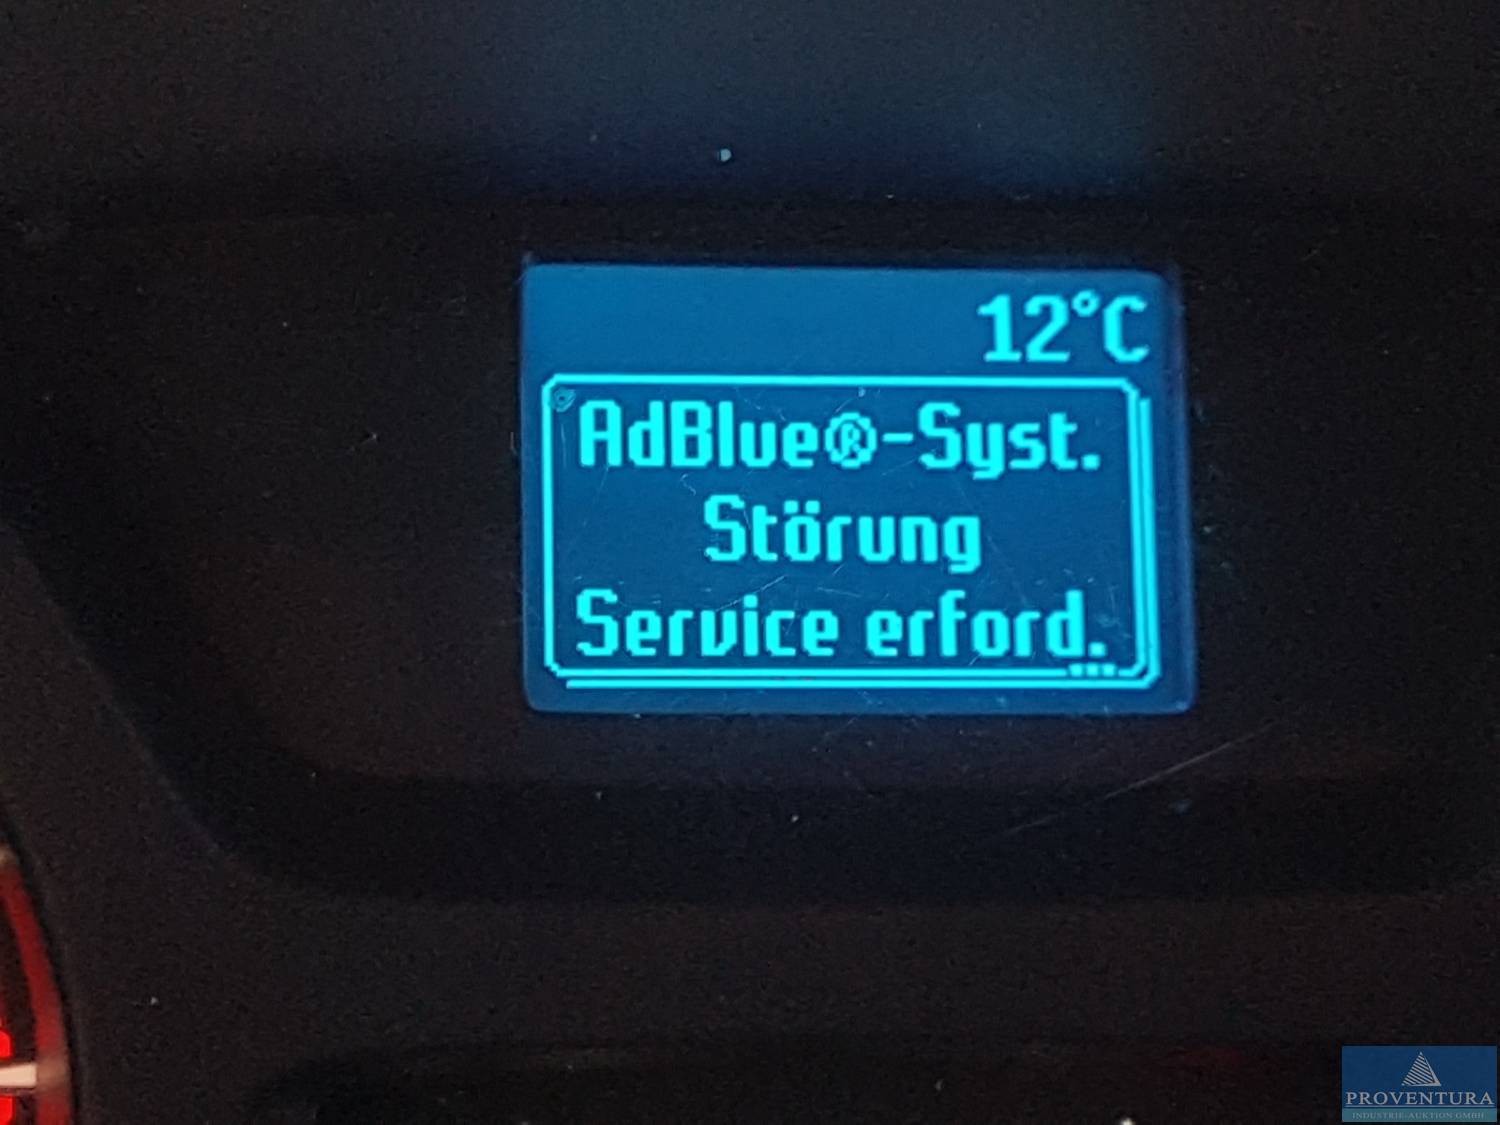 12°C
AdBlue®-Syst.
Störung
Service erford.
PROVENTURA
INDUSTRIE-AUKTION GMBH